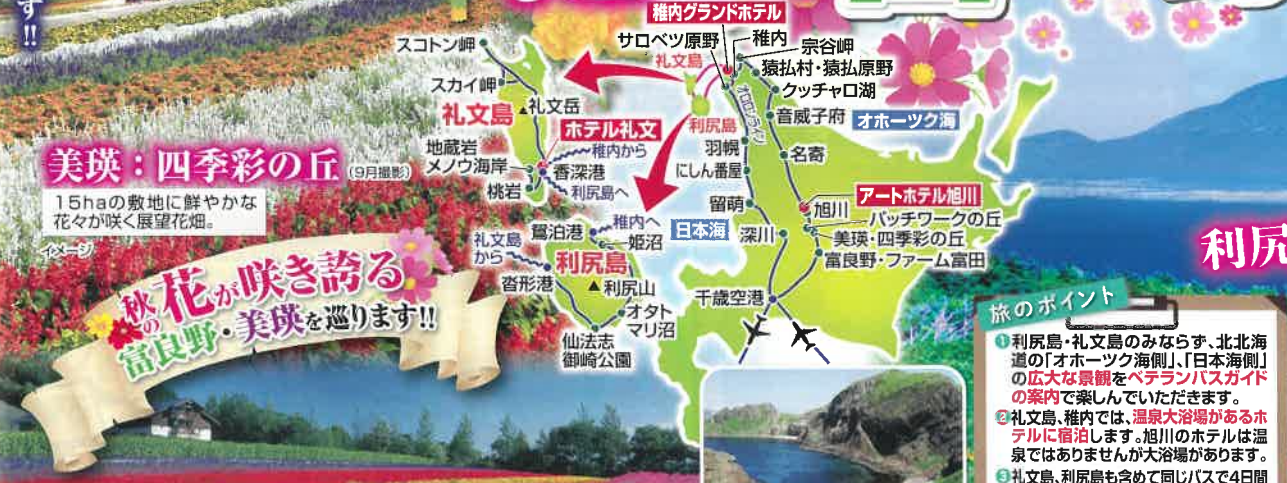 す!!
稚内グランドホテル
スコトン岬
サロベツ原野
稚内
宗谷岬
礼文島
猿払村・猿払原野
スカイ岬
クッチャロ湖
礼文島
礼文岳
オロロンライン
音威子府
オホーツク海
利尻島
ホテル礼文
地蔵岩
稚内から
羽幌
名寄
メノウ海岸
香深港
にしん番屋
桃岩
利尻島へ
アートホテル旭川
留萌
旭川
パッチワークの丘
鴛泊港
稚内へ
日本海
深川
美瑛・四季彩の丘
礼文島
から
姫沼
富良野・ファーム富田
利尻島
沓形港
利尻山
千歳空港
オタト
マリ沼
仙法志
御崎公園
美瑛：四季彩の丘(9月撮影)
15haの敷地に鮮やかな
花々が咲く展望花畑。
イメージ
秋の花が咲き誇る
富良野・美瑛を巡ります!!
利尻
旅のポイント
❶利尻島・礼文島のみならず、北北海
道の「オホーツク海側」、「日本海側」
の広大な景観をベテランバスガイド
の案内で楽しんでいただきます。
❷礼文島、稚内では、温泉大浴場があるホ
テルに宿泊します。旭川のホテルは温
泉ではありませんが大浴場があります。
❸礼文島、利尻島も含めて同じバスで4日間